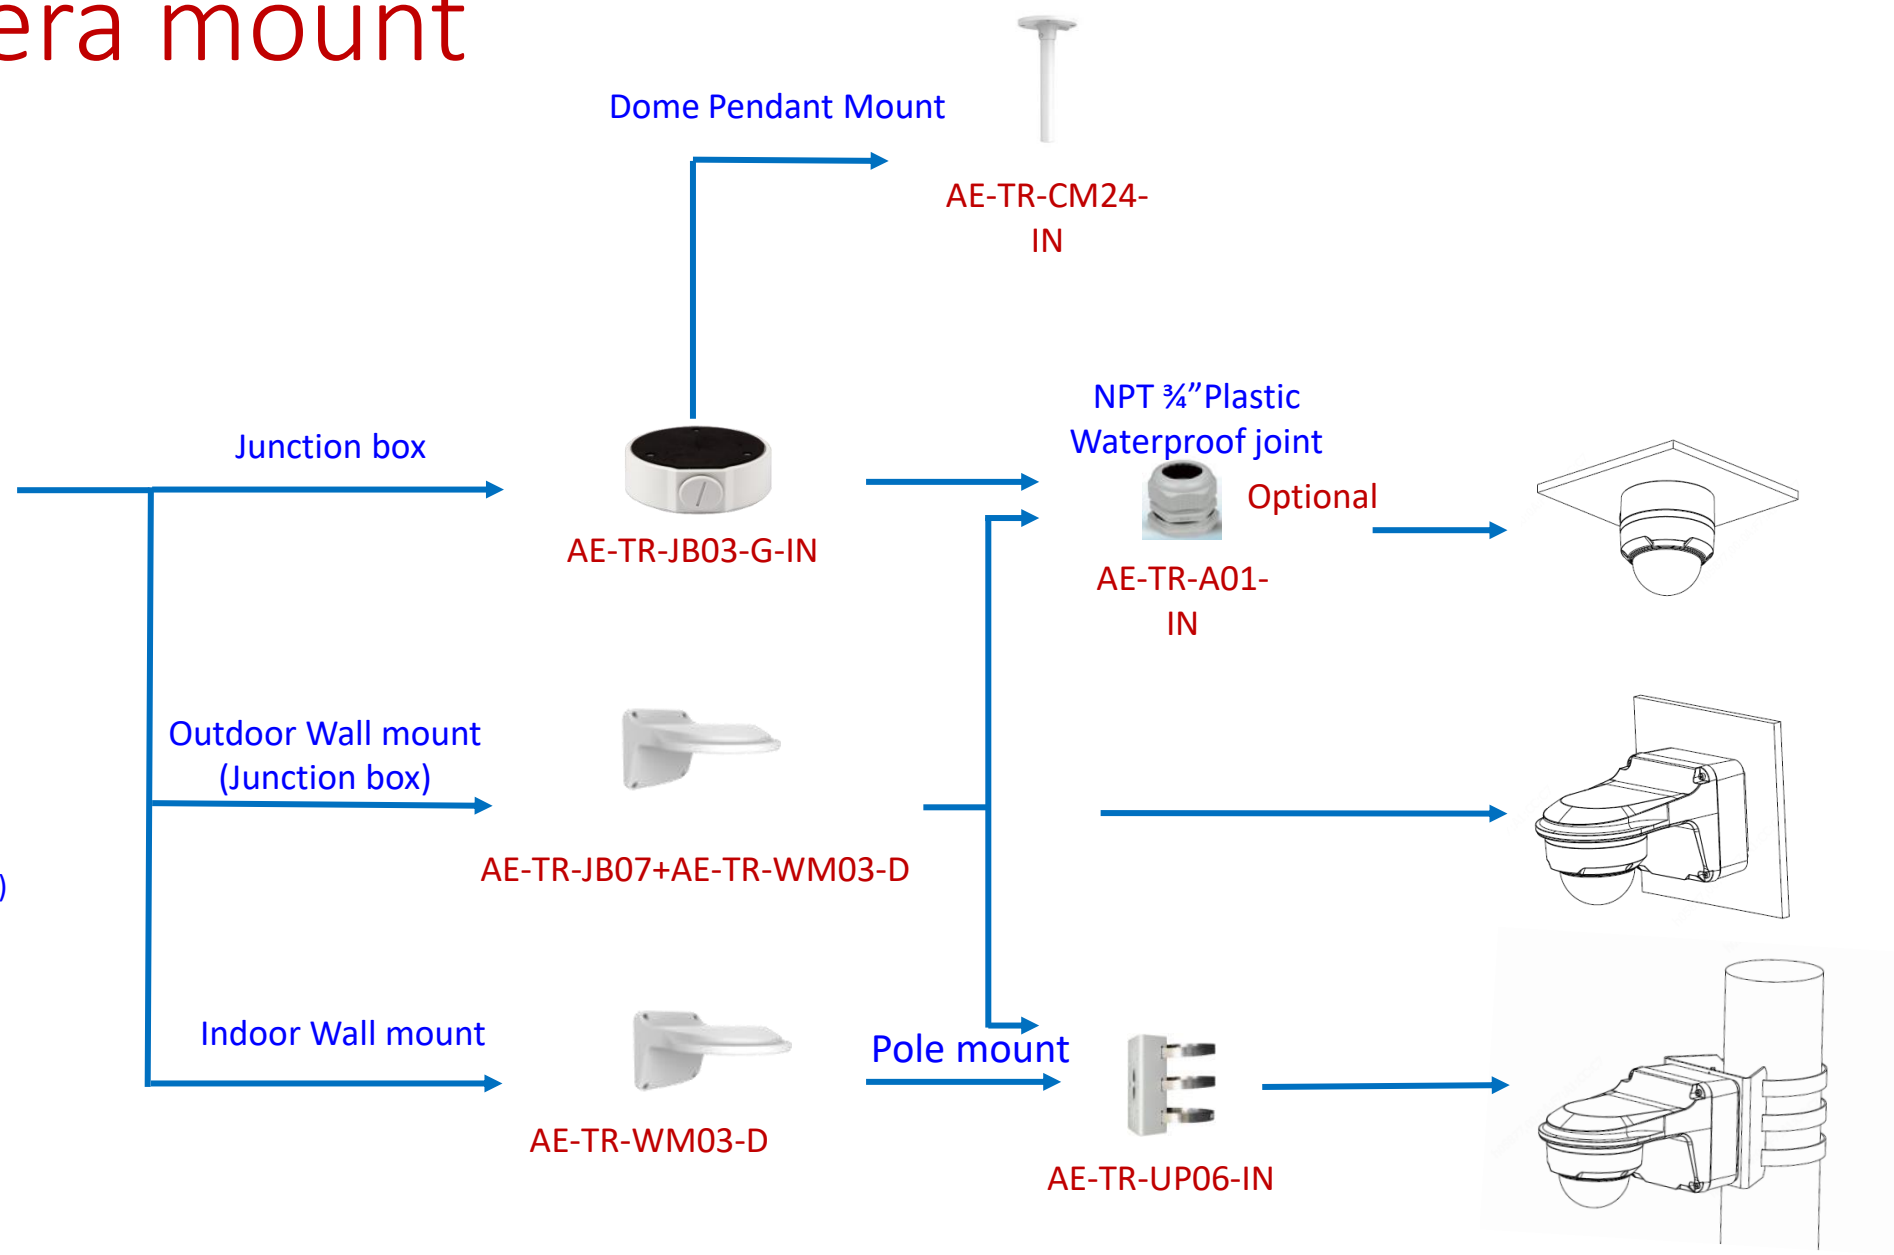 era mount
Dome Pendant Mount
AE-TR-CM24-
IN
NPT ¾”Plastic
Waterproof joint
Junction box
Optional
AE-TR-JB03-G-IN
AE-TR-A01-
IN
Outdoor Wall mount
(Junction box)
AE-TR-JB07+AE-TR-WM03-D
)
Indoor Wall mount
Pole mount
AE-TR-WM03-D
AE-TR-UP06-IN